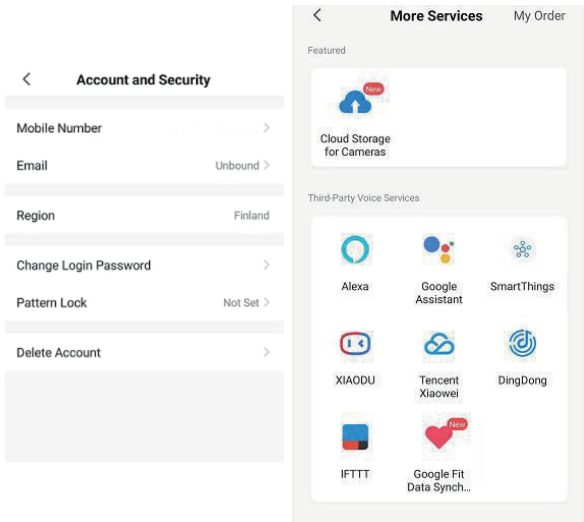 Account and Security
Mobile Number
Email Unbound
Region Finland
Change Login Password
Pattern Lock Not Set
Delete Account
More Services My Order
Featured
New
Cloud Storage
for Cameras
Third-Party Voice Services
Alexa
Google
Assistant
SmartThings
XIAODU
Tencent
Xiaowei
DingDong
IFTTT
New
Google Fit
Data Synch...